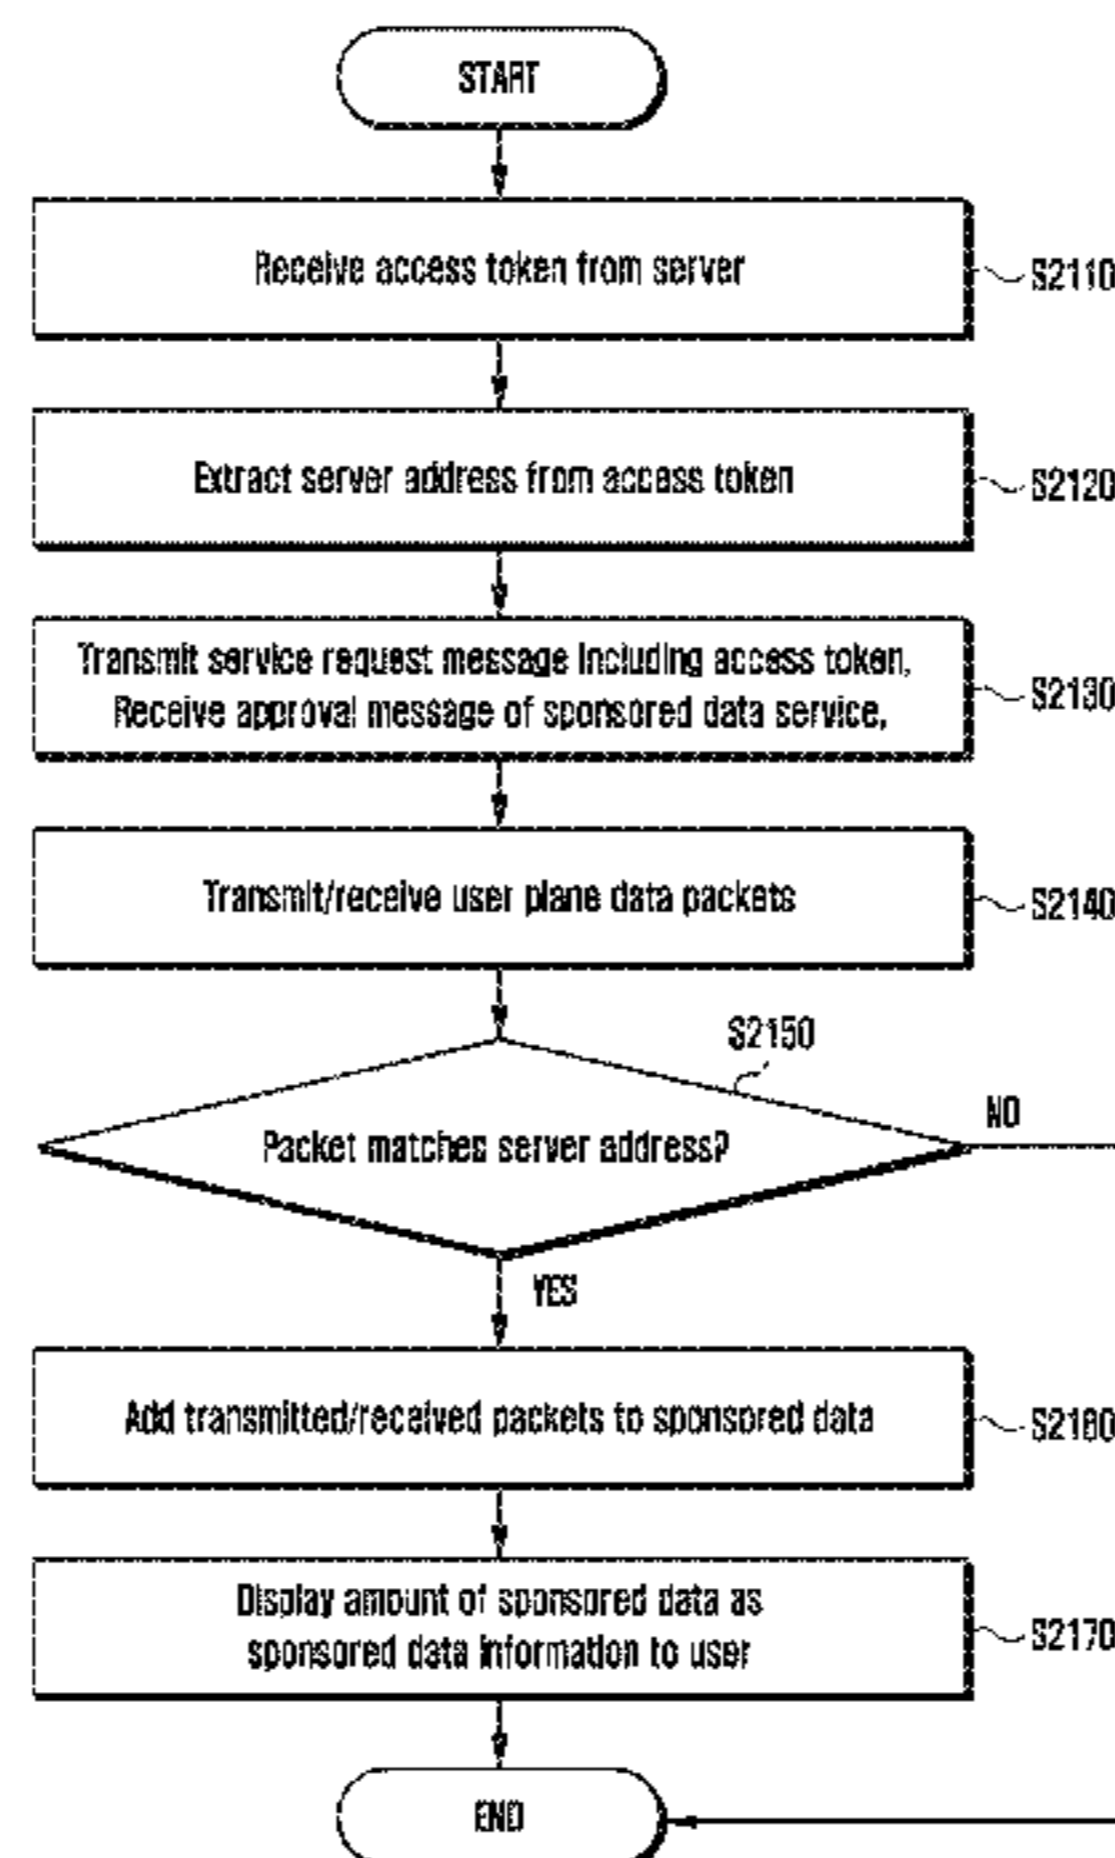 START
Receive access token from server
S2110
Extract server address from access token
S2120
Transmit service request message including access token,
Receive approval message of sponsored data service,
S2130
Transmit/receive user plane data packets
S2140
S2150
Packet matches server address?
NO
YES
Add transmitted/received packets to sponsored data
S2160
Display amount of sponsored data as
sponsored data information to user
S2170
END